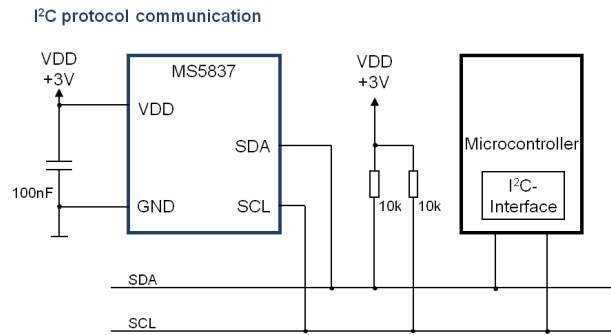 I²C protocol communication
VDD
+3V
MS5837
VDD
SDA
100nF
GND
SCL
VDD
+3V
10k
10k
Microcontroller
I²C-
Interface
SDA
SCL